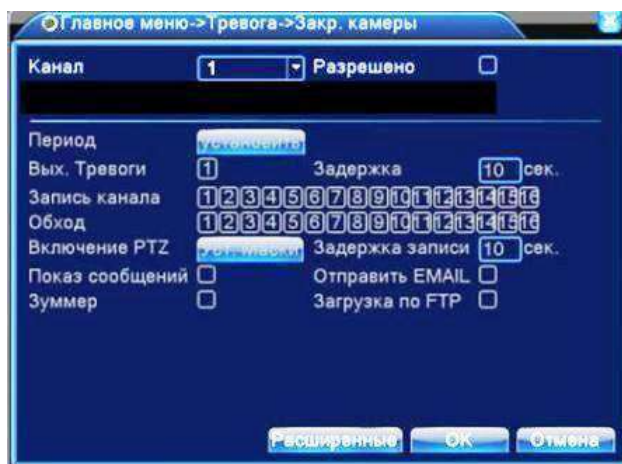 Главное меню->Тревога->Закр. камеры
Канал 1 Разрешено
Период Установить
Вых. Тревоги 1 Задержка 10 сек.
Запись канала 1 2 3 4 5 6 7 8 9 10 11 12 13 14 15 16
Обход 1 2 3 4 5 6 7 8 9 10 11 12 13 14 15 16
Включение PTZ Уст. Маски Задержка записи 10 сек.
Показ сообщений Отправить EMAIL
Зуммер Загрузка по FTP
Расширенные OK Отмена